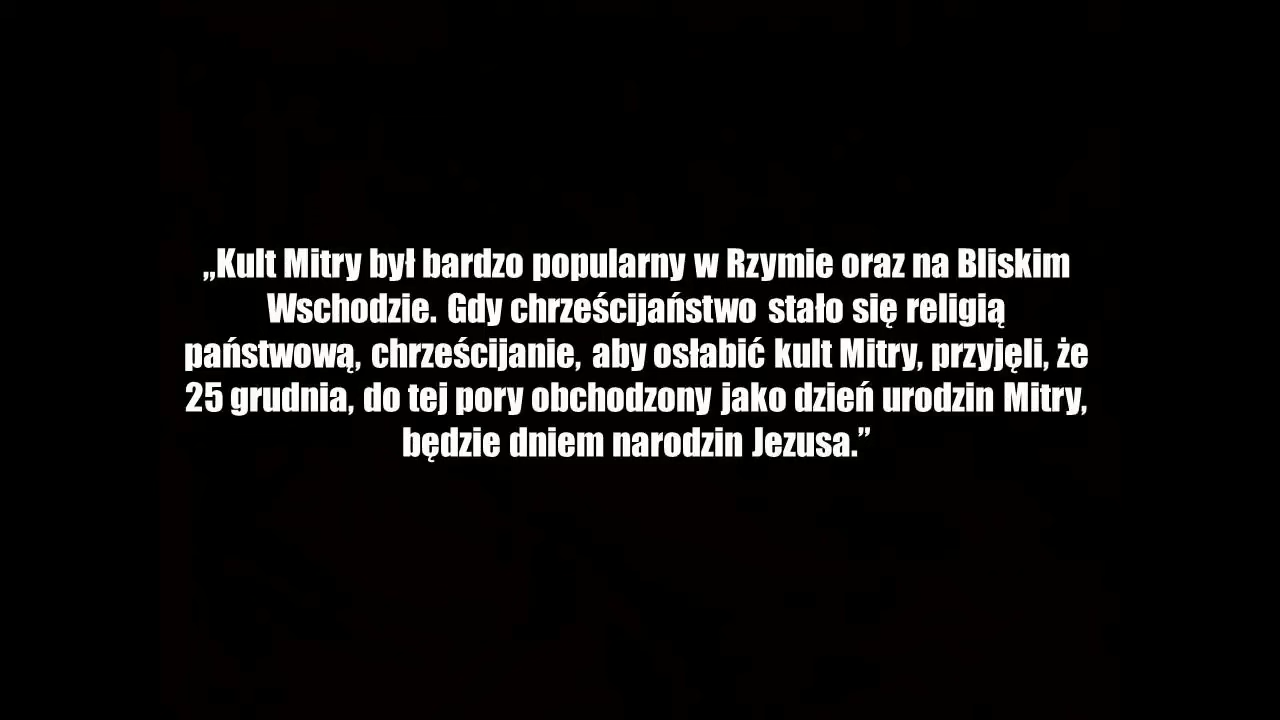 „Kult Mitry był bardzo popularny w Rzymie oraz na Bliskim
Wschodzie. Gdy chrześcijaństwo stało się religią
państwową, chrześcijanie, aby osłabić kult Mitry, przyjęli, że
25 grudnia, do tej pory obchodzony jako dzień urodzin Mitry,
będzie dniem narodzin Jezusa.”